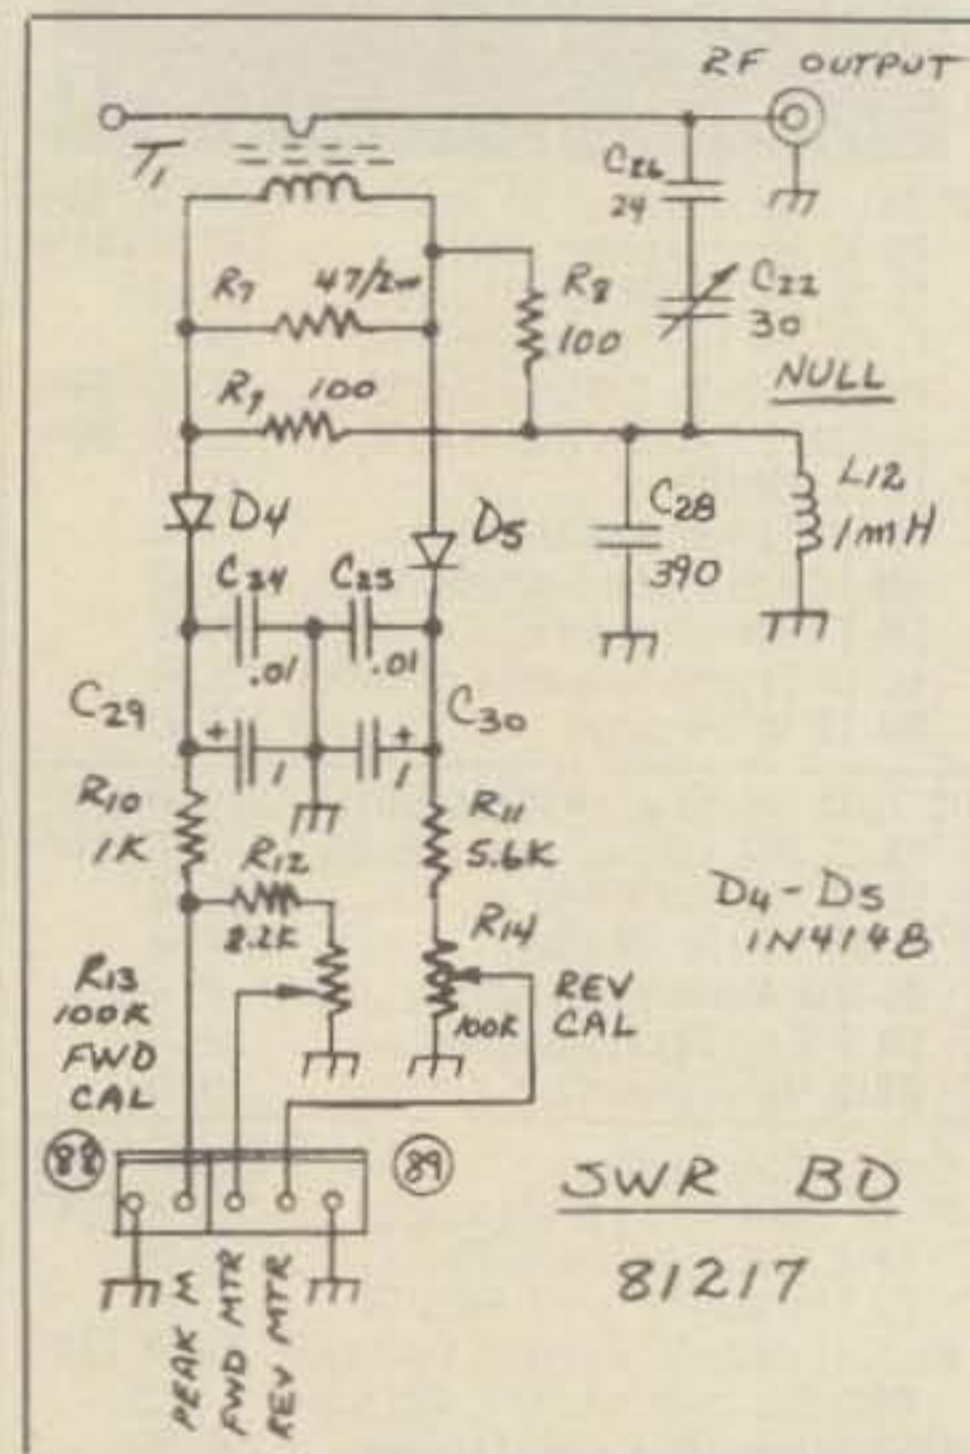 RF OUTPUT
T1
C26
24
R7 47/2W
R8
100
C22
30
NULL
R9 100
D4
D5
C28
390
L12
1mH
C24
.01
C25
.01
C29
+
1
C30
+
1
R10
1K
R11
5.6K
R12
8.2K
D4-D5
1N4148
R13
100K
FWD
CAL
R14
100K
REV
CAL
88
89
SWR BD
81217
PEAK M
FWD MTR
REV MTR